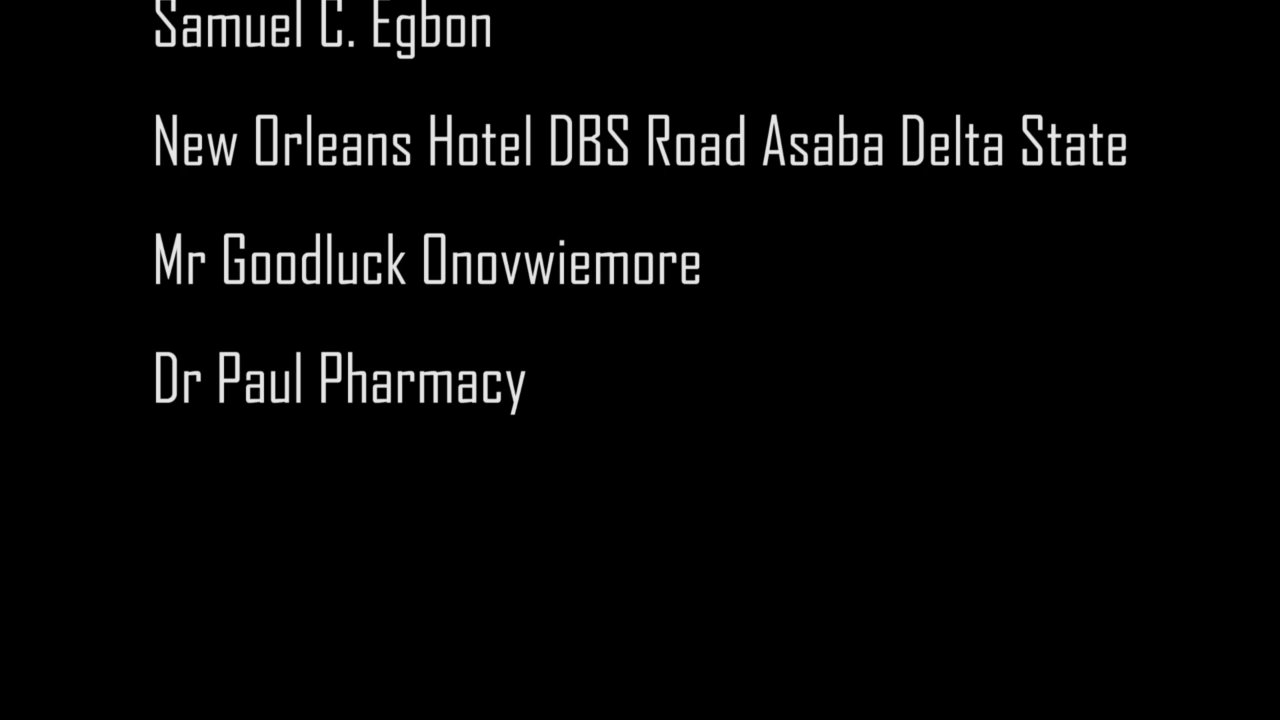 Samuel C. Egbon
New Orleans Hotel DBS Road Asaba Delta State
Mr Goodluck Onovwiemore
Dr Paul Pharmacy